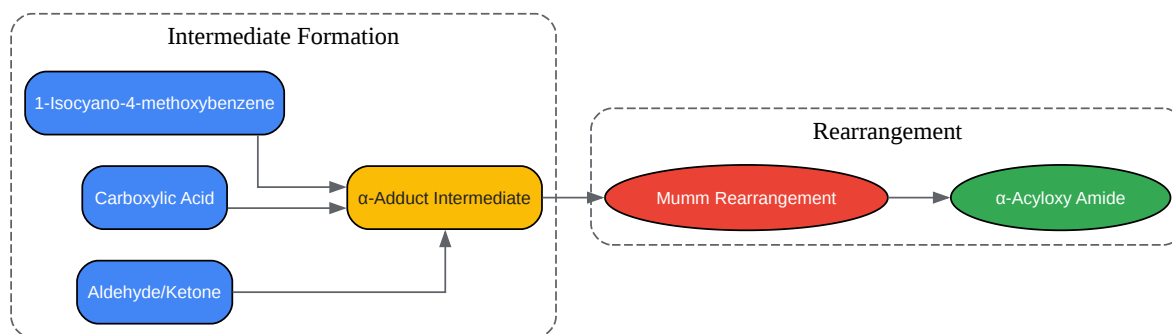 Intermediate Formation
1-Isocyano-4-methoxybenzene
Carboxylic Acid
Aldehyde/Ketone
α-Adduct Intermediate
Rearrangement
Mumm Rearrangement
α-Acyloxy Amide